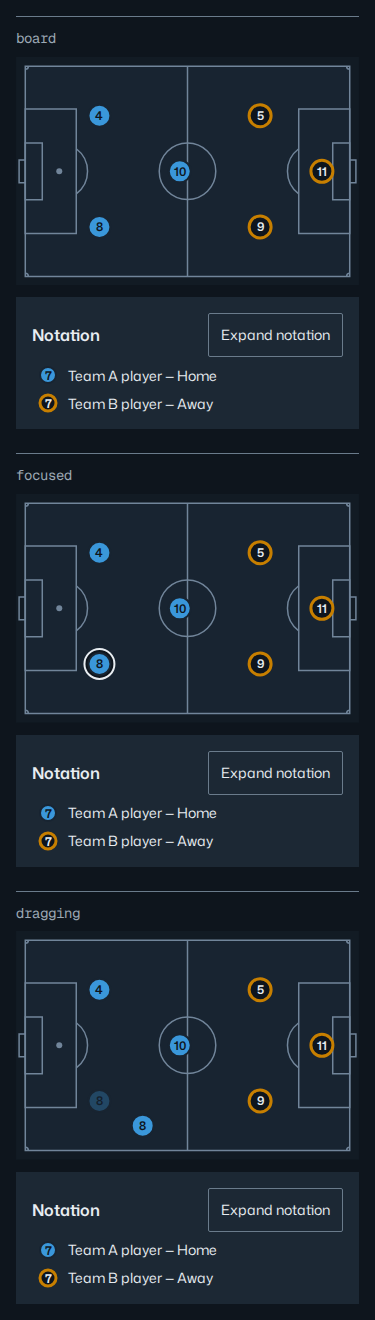 board
4
5
10
11
8
9
Notation
Expand notation
7 Team A player – Home
7 Team B player – Away
focused
4
5
10
11
8
9
Notation
Expand notation
7 Team A player – Home
7 Team B player – Away
dragging
4
5
10
11
8
9
8
Notation
Expand notation
7 Team A player – Home
7 Team B player – Away